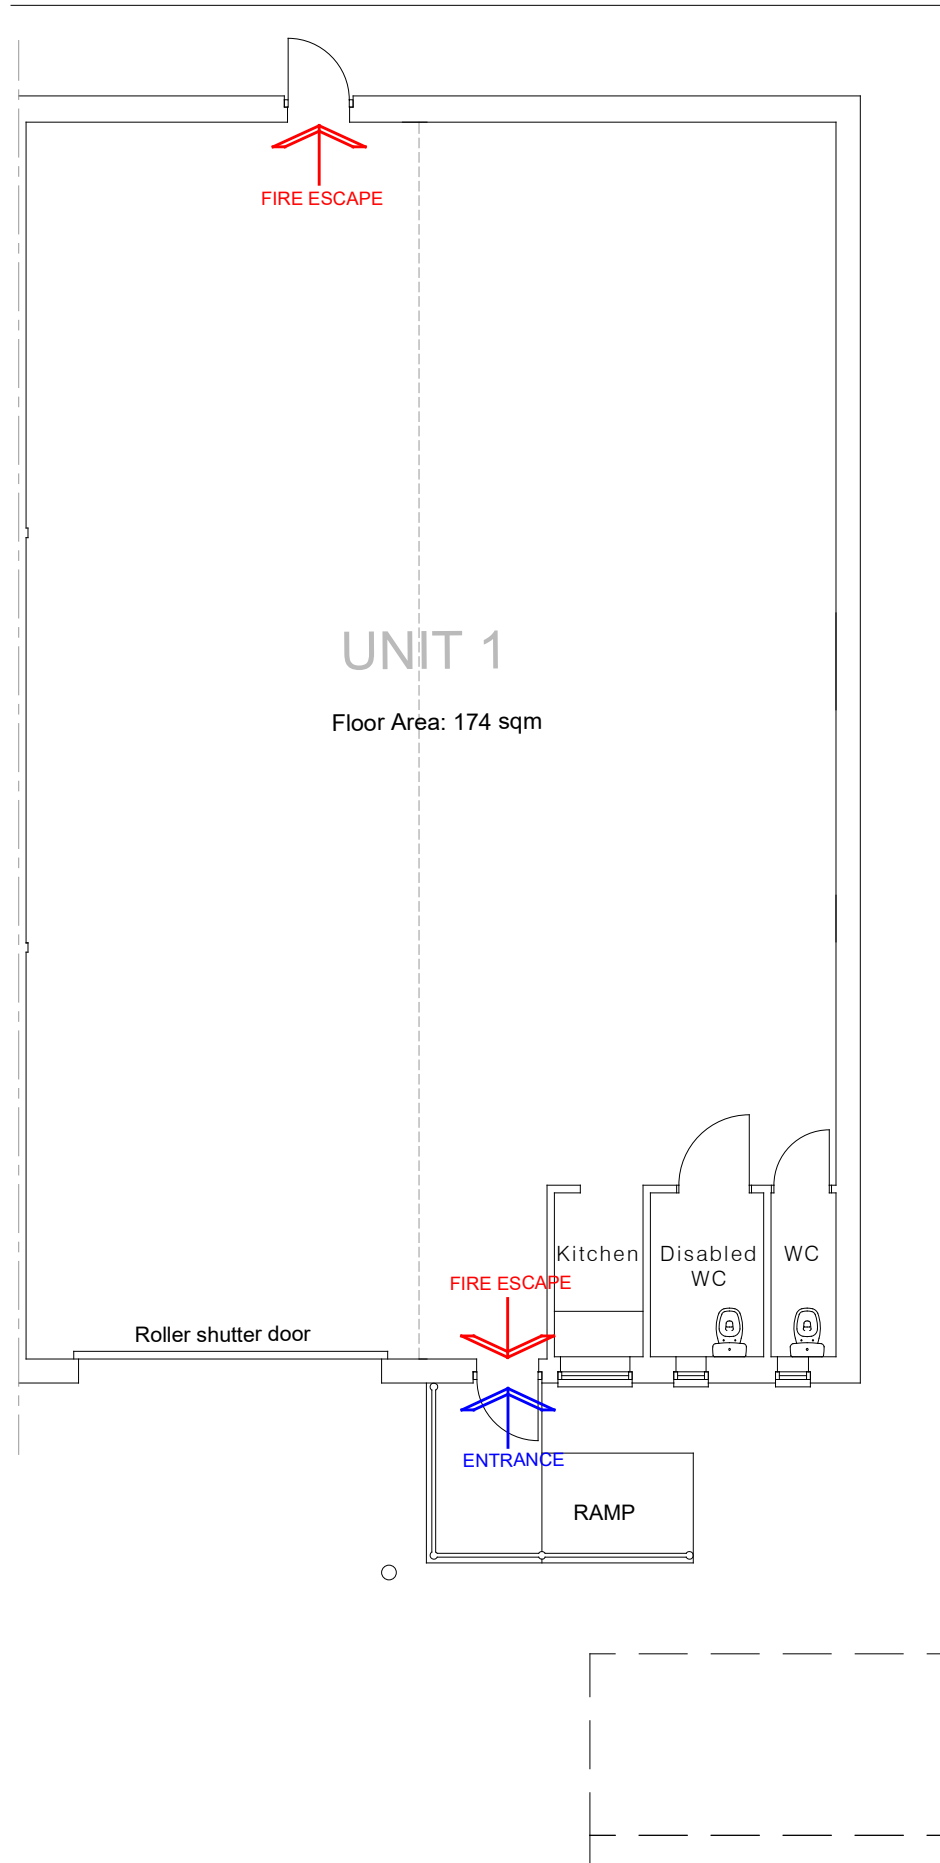 FIRE ESCAPE
UNIT 1
Floor Area: 174 sqm
Kitchen
Disabled
WC
WC
FIRE ESCAPE
Roller shutter door
ENTRANCE
RAMP